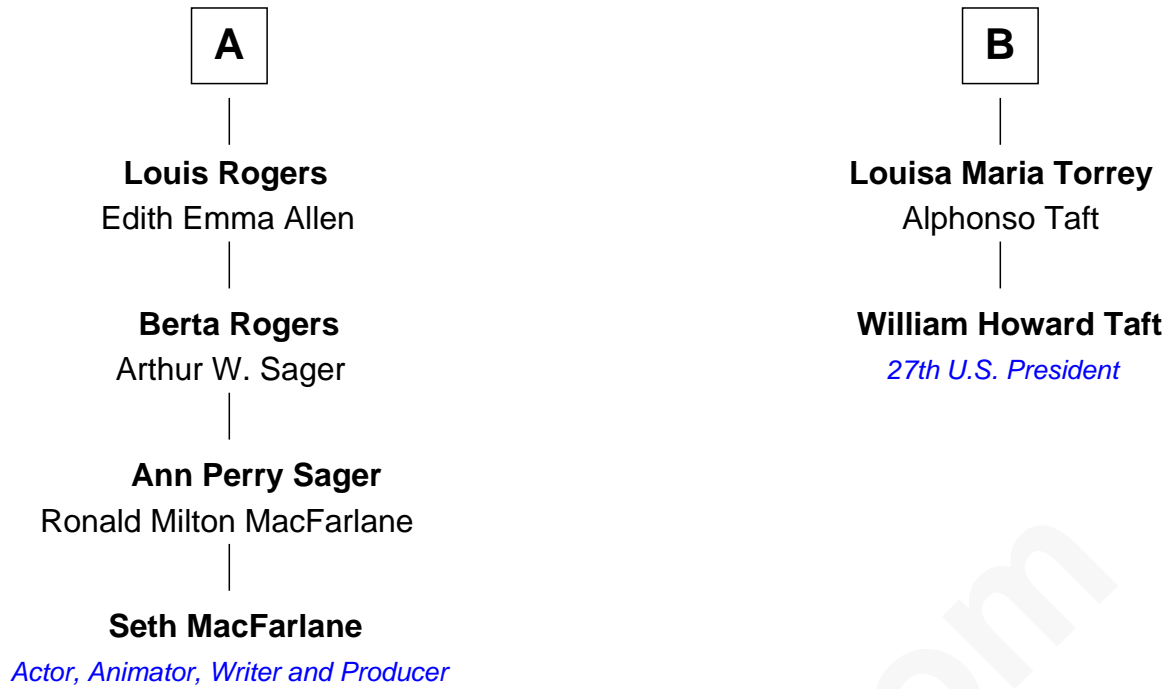 A
Louis Rogers
Edith Emma Allen
Berta Rogers
Arthur W. Sager
Ann Perry Sager
Ronald Milton MacFarlane
Seth MacFarlane
Actor, Animator, Writer and Producer
B
Louisa Maria Torrey
Alphonso Taft
William Howard Taft
27th U.S. President
om